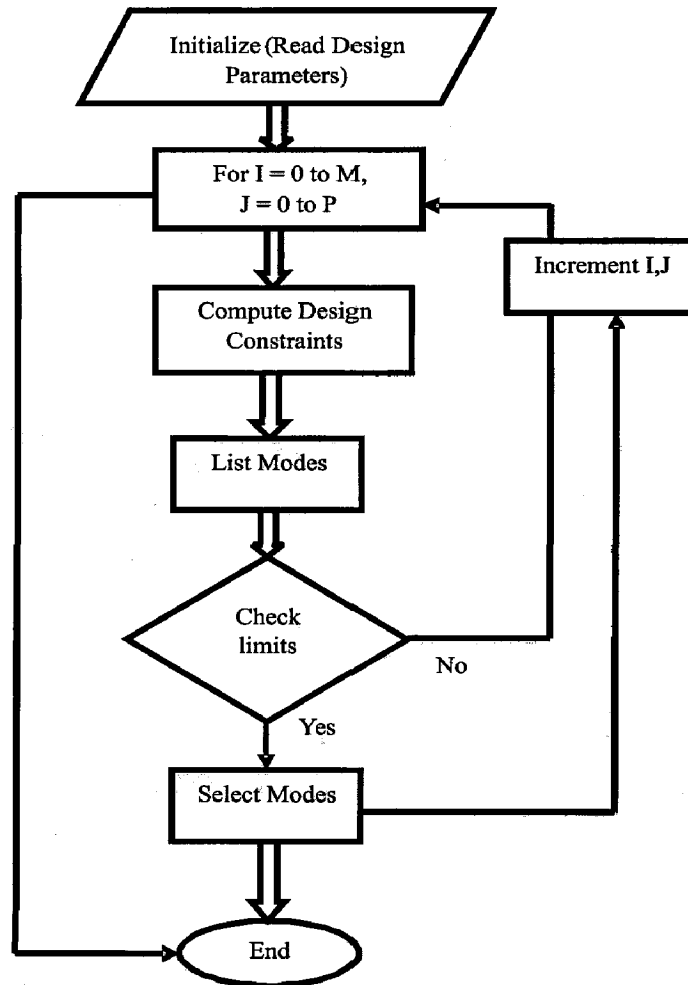 Initialize (Read Design
Parameters)
For I = 0 to M,
J = 0 to P
Increment I,J
Compute Design
Constraints
List Modes
Check
limits
No
Yes
Select Modes
End